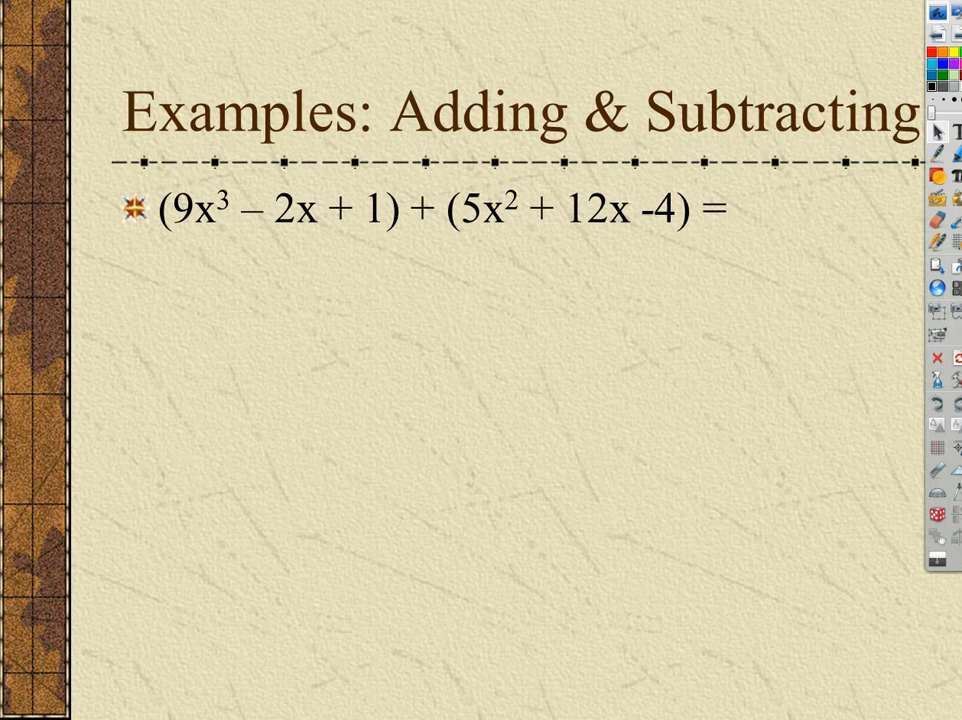 Examples: Adding & Subtracting
(9x³ – 2x + 1) + (5x² + 12x -4) =